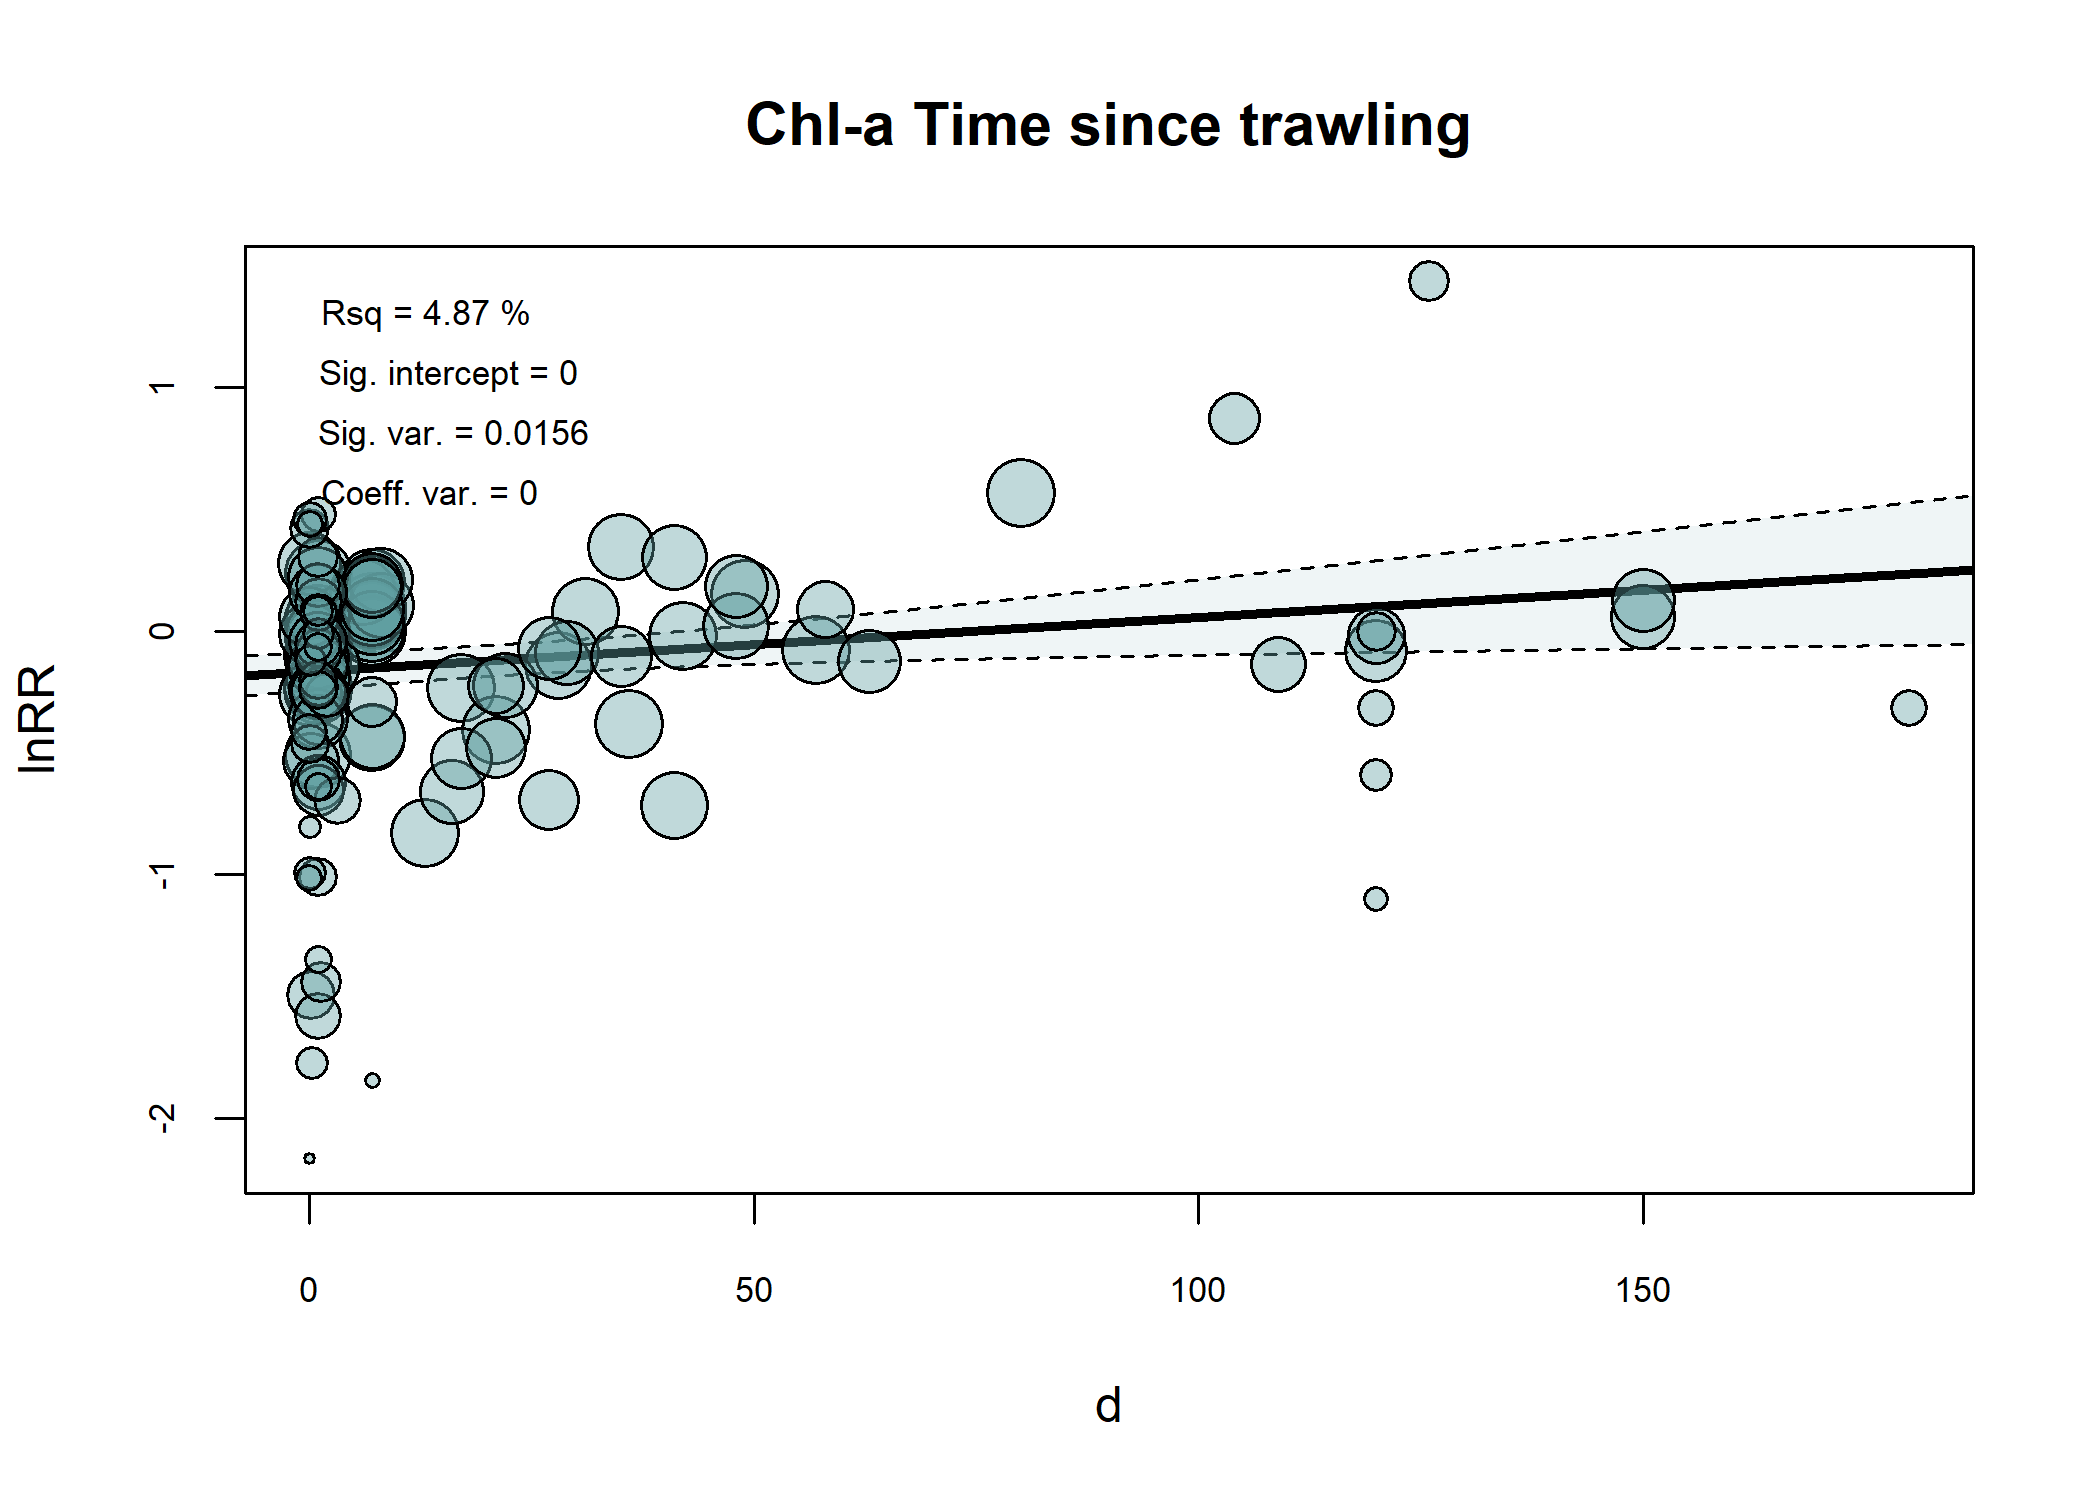 Chl-a Time since trawling
Rsq = 4.87 %
Sig. intercept = 0
Sig. var. = 0.0156
Coeff. var. = 0
lnRR
1
0
-1
-2
0 50 100 150
d